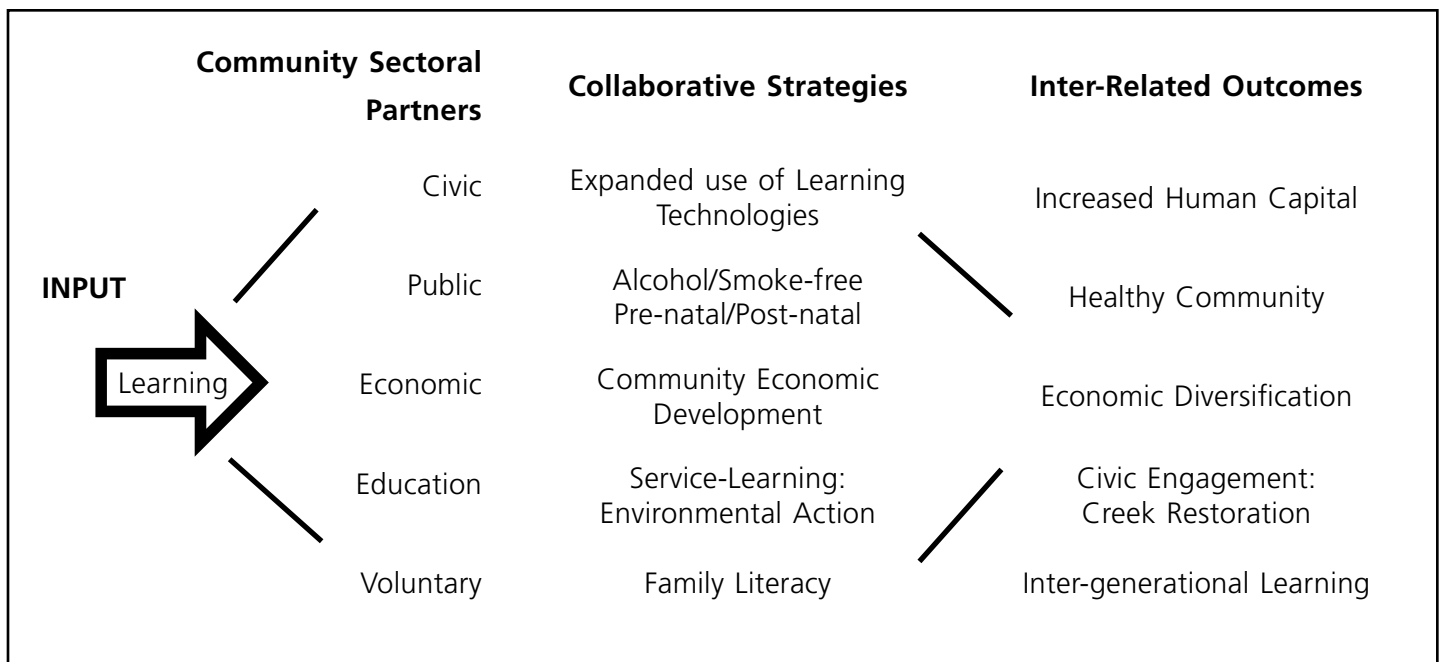 Community Sectoral
Partners
Collaborative Strategies
Inter-Related Outcomes
INPUT
Learning
Civic
Expanded use of Learning
Technologies
Increased Human Capital
Public
Alcohol/Smoke-free
Pre-natal/Post-natal
Healthy Community
Economic
Community Economic
Development
Economic Diversification
Education
Service-Learning:
Environmental Action
Civic Engagement:
Creek Restoration
Voluntary
Family Literacy
Inter-generational Learning